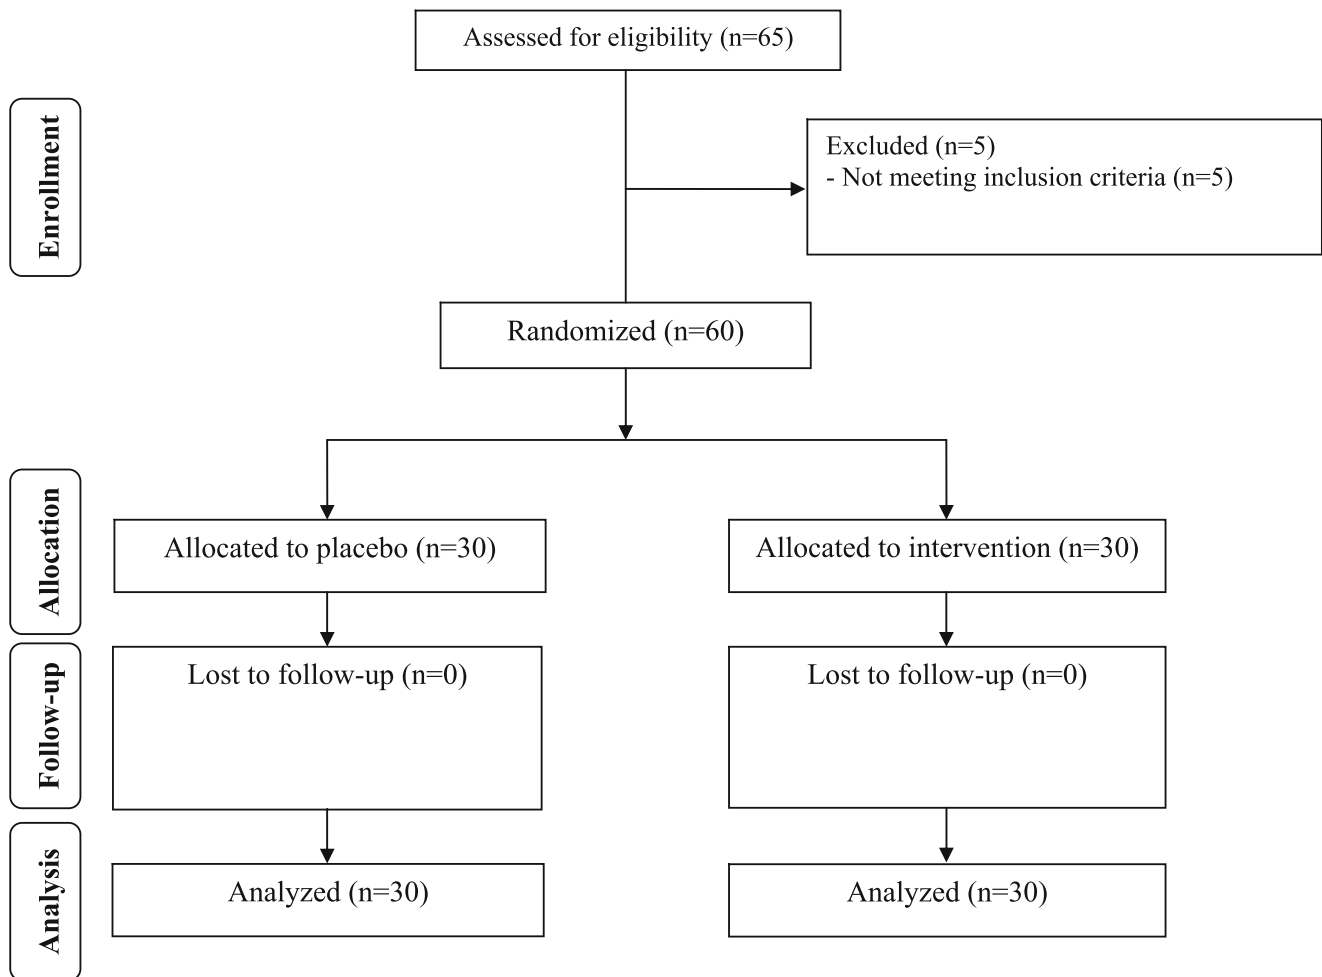 Assessed for eligibility (n=65)
Enrollment
Excluded (n=5)
- Not meeting inclusion criteria (n=5)
Randomized (n=60)
Allocation
Allocated to placebo (n=30)
Allocated to intervention (n=30)
Follow-up
Lost to follow-up (n=0)
Lost to follow-up (n=0)
Analysis
Analyzed (n=30)
Analyzed (n=30)